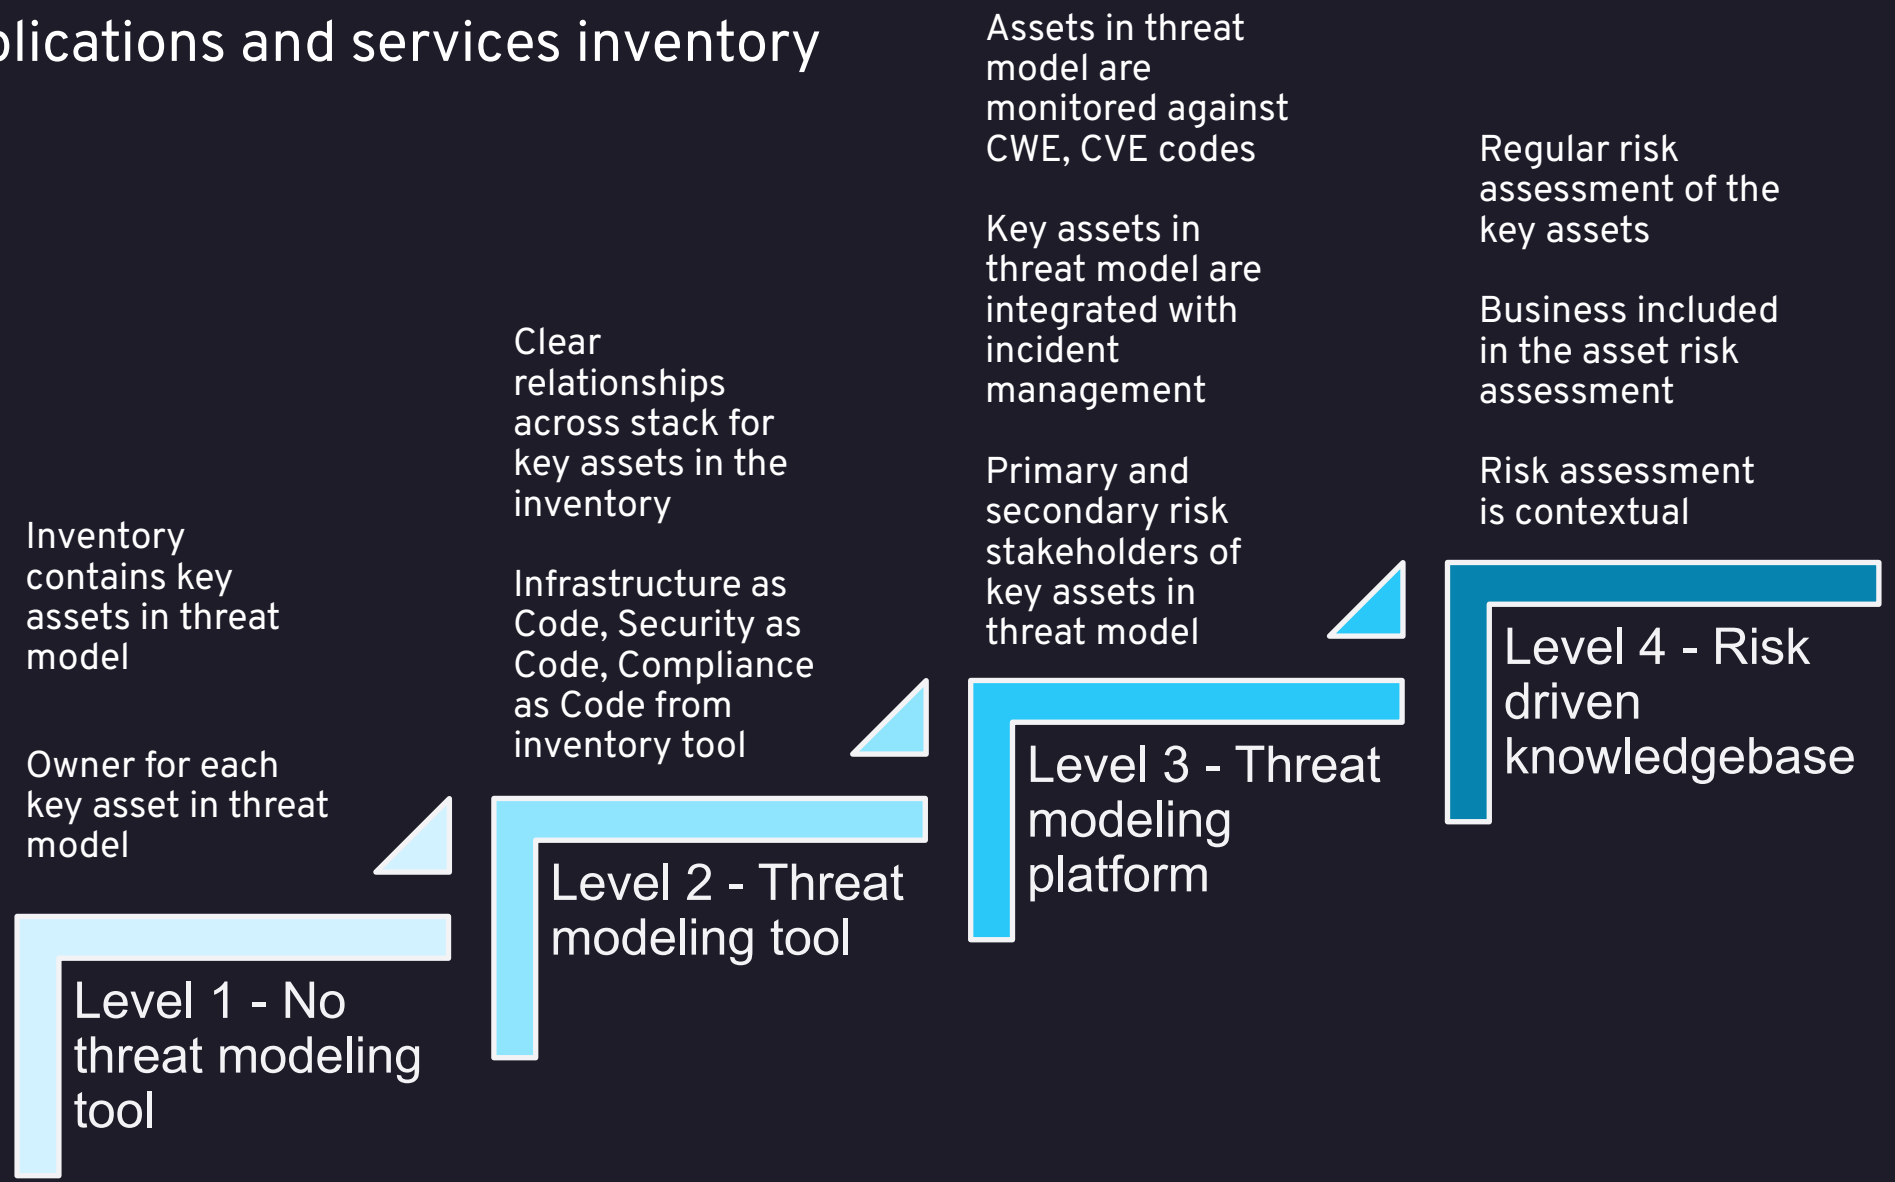 plications and services inventory
Inventory
contains key
assets in threat
model
Owner for each
key asset in threat
model
Level 1 - No
threat modeling
tool
Clear
relationships
across stack for
key assets in the
inventory
Infrastructure as
Code, Security as
Code, Compliance
as Code from
inventory tool
Level 2 - Threat
modeling tool
Assets in threat
model are
monitored against
CWE, CVE codes
Key assets in
threat model are
integrated with
incident
management
Primary and
secondary risk
stakeholders of
key assets in
threat model
Level 3 - Threat
modeling
platform
Regular risk
assessment of the
key assets
Business included
in the asset risk
assessment
Risk assessment
is contextual
Level 4 - Risk
driven
knowledgebase